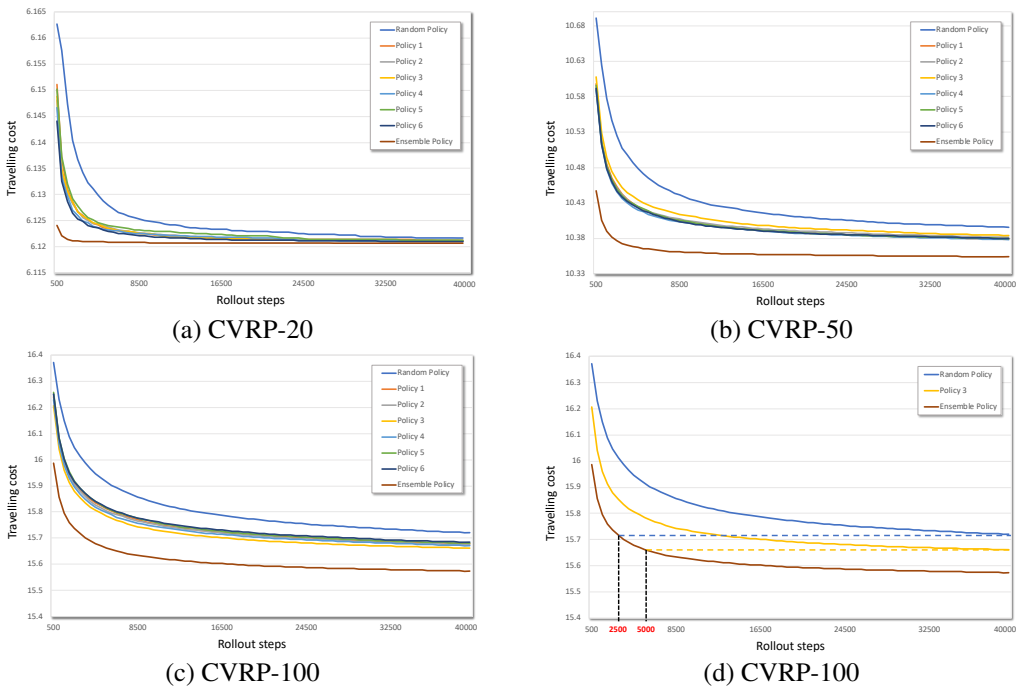 6.165
6.16
6.155
6.15
6.145
6.14
6.135
6.13
6.125
6.12
6.115
Travelling cost
500
8500
16500
24500
32500
40000
Rollout steps
Random Policy
Policy 1
Policy 2
Policy 3
Policy 4
Policy 5
Policy 6
Ensemble Policy
(a) CVRP-20
10.68
10.63
10.58
10.53
10.48
10.43
10.38
10.33
Travelling cost
500
8500
16500
24500
32500
40000
Rollout steps
Random Policy
Policy 1
Policy 2
Policy 3
Policy 4
Policy 5
Policy 6
Ensemble Policy
(b) CVRP-50
16.4
16.3
16.2
16.1
16
15.9
15.8
15.7
15.6
15.5
15.4
Travelling cost
500
8500
16500
24500
32500
40000
Rollout steps
Random Policy
Policy 1
Policy 2
Policy 3
Policy 4
Policy 5
Policy 6
Ensemble Policy
(c) CVRP-100
16.4
16.3
16.2
16.1
16
15.9
15.8
15.7
15.6
15.5
15.4
Travelling cost
500
2500
5000
8500
16500
24500
32500
40000
Rollout steps
Random Policy
Policy 3
Ensemble Policy
(d) CVRP-100